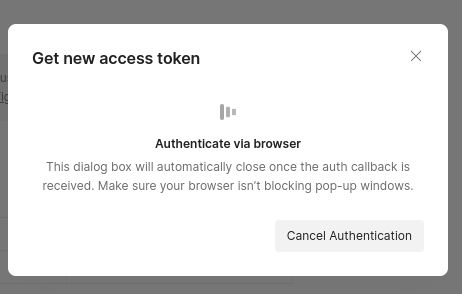 Get new access token
Authenticate via browser
This dialog box will automatically close once the auth callback is
received. Make sure your browser isn’t blocking pop-up windows.
Cancel Authentication